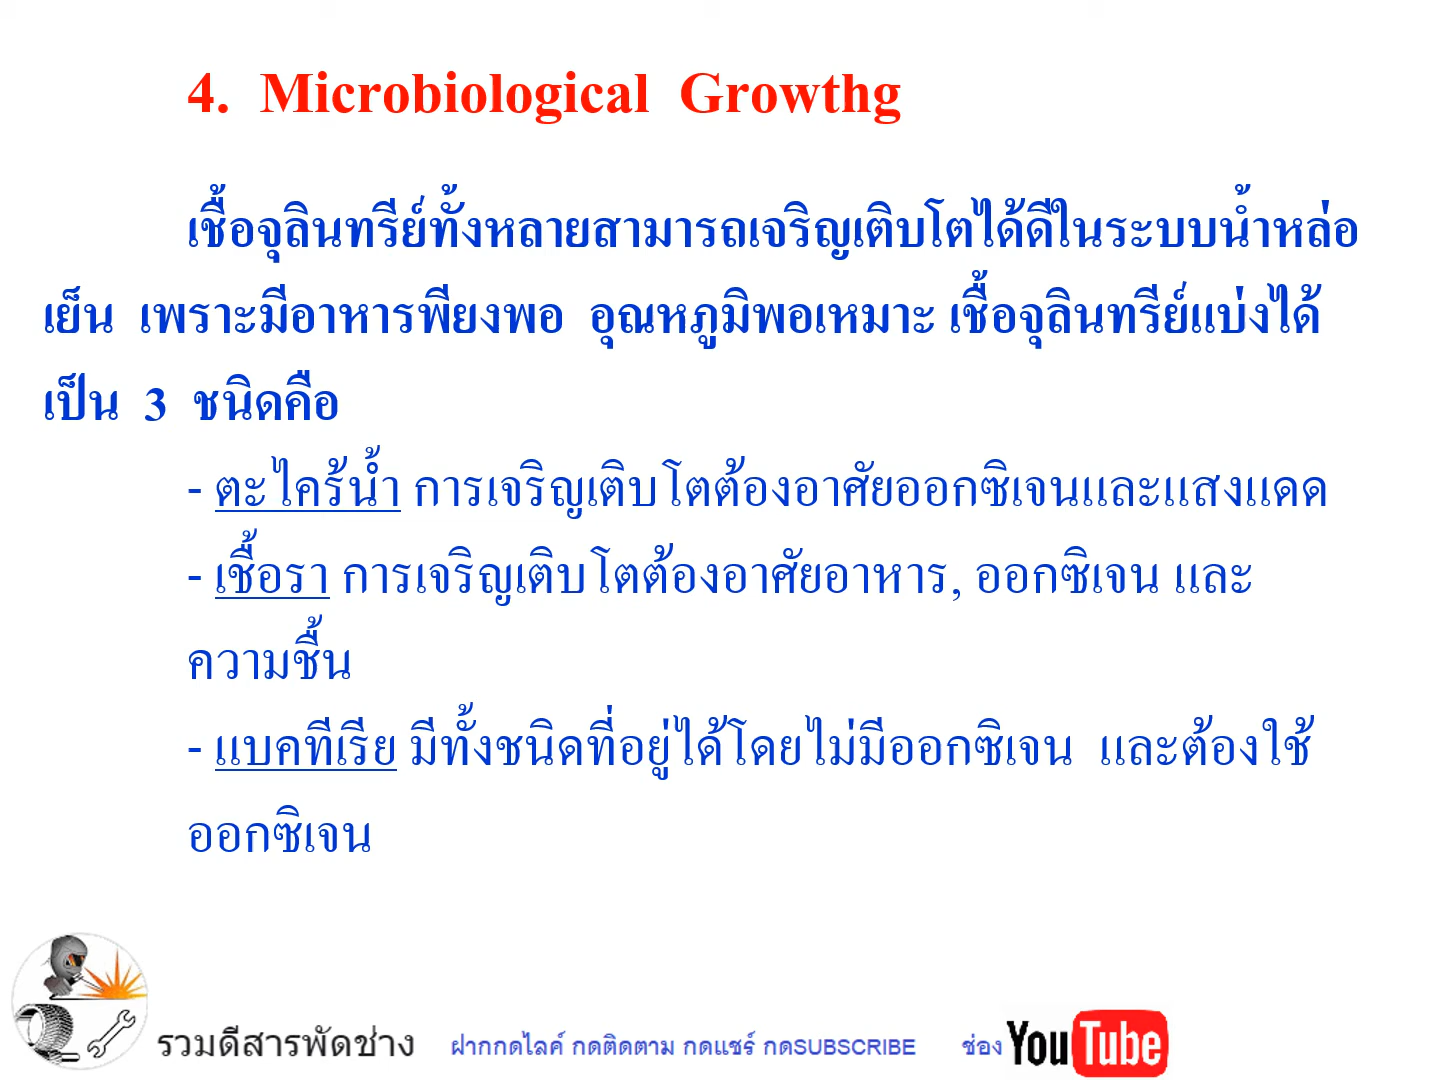 4. Microbiological Growthg
เชื้อจุลินทรีย์ทั้งหลายสามารถเจริญเติบโตได้ดีในระบบน้ำหล่อ
เย็น เพราะมีอาหารพียงพอ อุณหภูมิพอเหมาะ เชื้อจุลินทรีย์แบ่งได้
เป็น 3 ชนิดคือ
- ตะไคร้น้ำ การเจริญเติบโตต้องอาศัยออกซิเจนและแสงแดด
- เชื้อรา การเจริญเติบโตต้องอาศัยอาหาร, ออกซิเจน และ
ความชื้น
- แบคทีเรีย มีทั้งชนิดที่อยู่ได้โดยไม่มีออกซิเจน และต้องใช้
ออกซิเจน
รวมดีสารพัดช่าง ฝากกดไลค์ กดติดตาม กดแชร์ กดSUBSCRIBE ช่อง YouTube